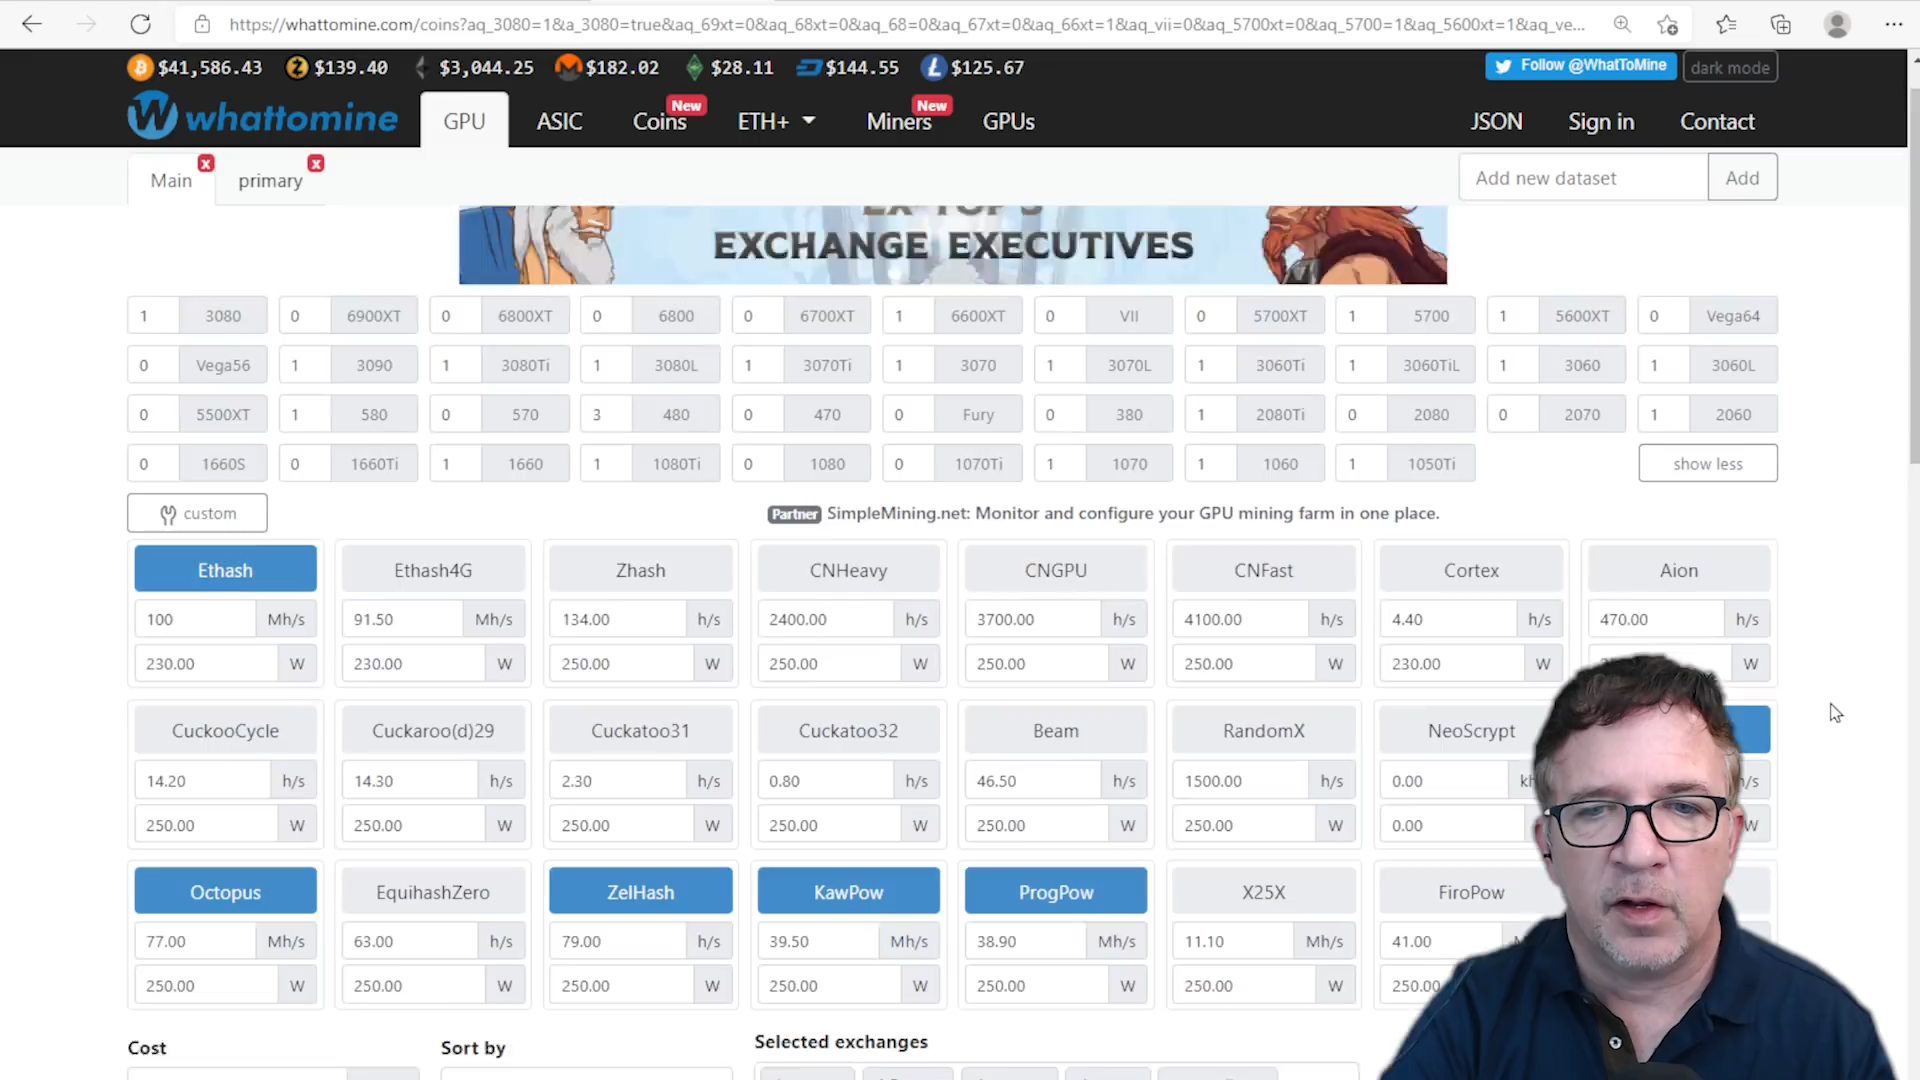 https://whattomine.com/coins?aq_3080=1&a_3080=true&aq_69xt=0&aq_68xt=0&aq_68=0&aq_67xt=0&aq_66xt=1&aq_vii=0&aq_5700xt=0&aq_5700=1&aq_5600xt=1&aq_ve...
$41,586.43 $139.40 $3,044.25 $182.02 $28.11 $144.55 $125.67 Follow @WhatToMine dark mode
whattomine GPU ASIC Coins New ETH+ Miners New GPUs JSON Sign in Contact
Main x primary x Add new dataset Add
EX-TOP 5
EXCHANGE EXECUTIVES
1 3080 0 6900XT 0 6800XT 0 6800 0 6700XT 1 6600XT 0 VII 0 5700XT 1 5700 1 5600XT 0 Vega64
0 Vega56 1 3090 1 3080Ti 1 3080L 1 3070Ti 1 3070 1 3070L 1 3060Ti 1 3060TiL 1 3060 1 3060L
0 5500XT 1 580 0 570 3 480 0 470 0 Fury 0 380 1 2080Ti 0 2080 0 2070 1 2060
0 1660S 0 1660Ti 1 1660 1 1080Ti 0 1080 0 1070Ti 1 1070 1 1060 1 1050Ti show less
custom Partner SimpleMining.net: Monitor and configure your GPU mining farm in one place.
Ethash Ethash4G Zhash CNHeavy CNGPU CNFast Cortex Aion
100 Mh/s 91.50 Mh/s 134.00 h/s 2400.00 h/s 3700.00 h/s 4100.00 h/s 4.40 h/s 470.00 h/s
230.00 W 230.00 W 250.00 W 250.00 W 250.00 W 250.00 W 230.00 W W
CuckooCycle Cuckaroo(d)29 Cuckatoo31 Cuckatoo32 Beam RandomX NeoScrypt
14.20 h/s 14.30 h/s 2.30 h/s 0.80 h/s 46.50 h/s 1500.00 h/s 0.00
250.00 W 250.00 W 250.00 W 250.00 W 250.00 W 250.00 W 0.00 W
Octopus EquihashZero ZelHash KawPow ProgPow X25X FiroPow
77.00 Mh/s 63.00 h/s 79.00 h/s 39.50 Mh/s 38.90 Mh/s 11.10 Mh/s 41.00
250.00 W 250.00 W 250.00 W 250.00 W 250.00 W 250.00 W 250.00
Cost Sort by Selected exchanges